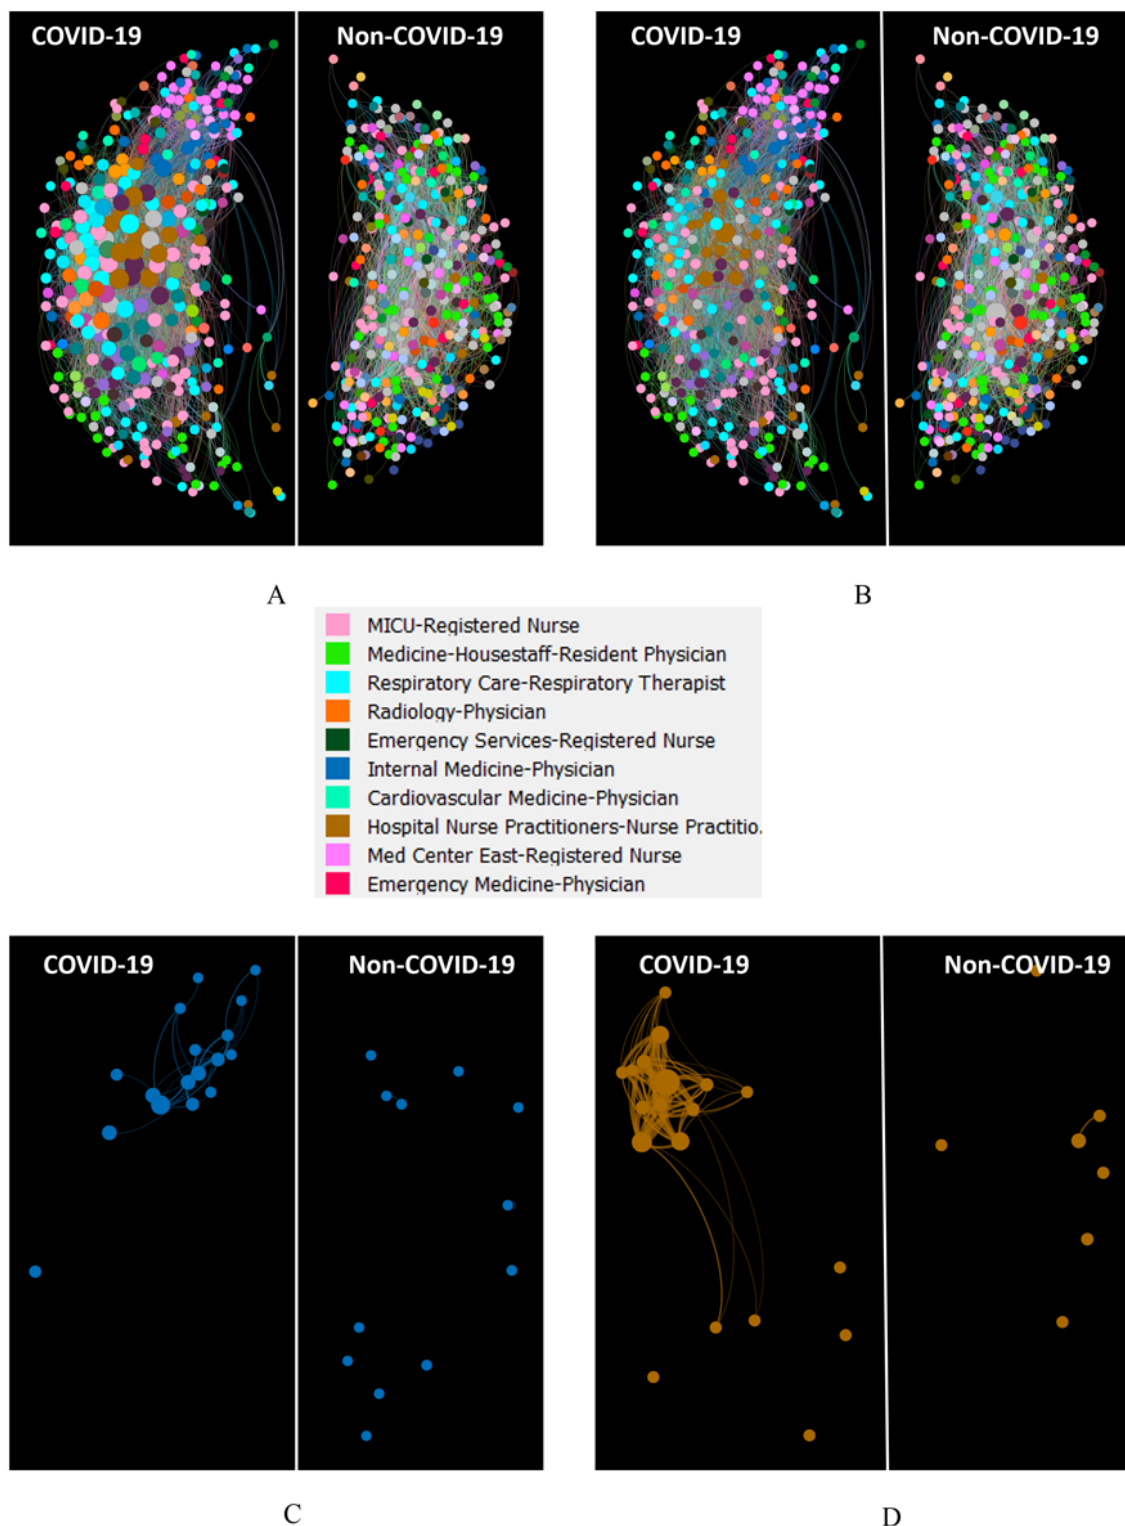 COVID-19
Non-COVID-19
COVID-19
Non-COVID-19
A
B
MICU-Registered Nurse
Medicine-Housestaff-Resident Physician
Respiratory Care-Respiratory Therapist
Radiology-Physician
Emergency Services-Registered Nurse
Internal Medicine-Physician
Cardiovascular Medicine-Physician
Hospital Nurse Practitioners-Nurse Practitio.
Med Center East-Registered Nurse
Emergency Medicine-Physician
COVID-19
Non-COVID-19
COVID-19
Non-COVID-19
C
D